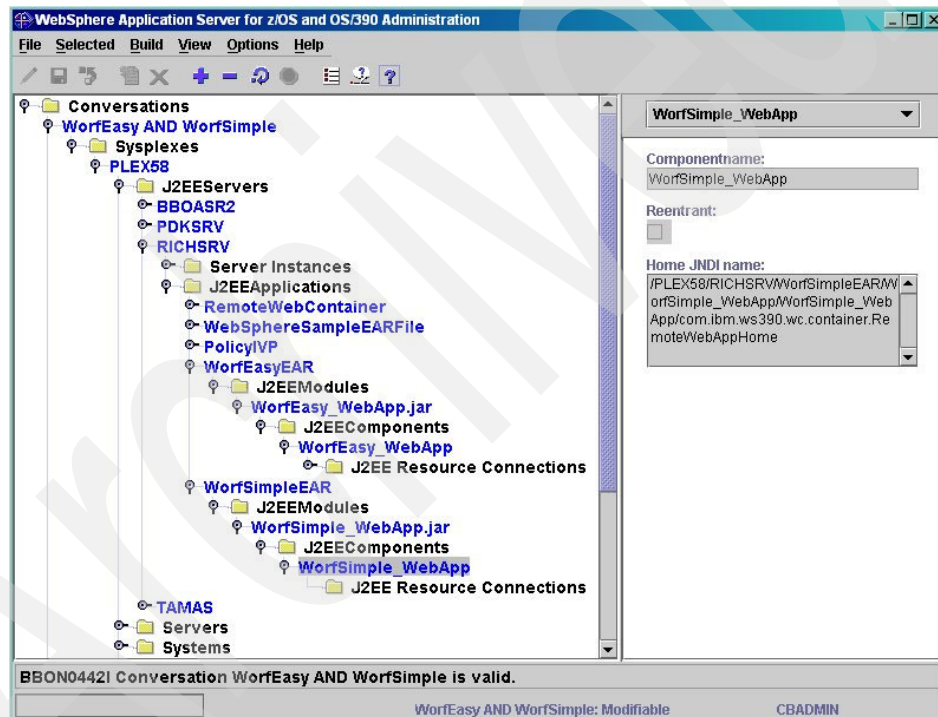 WebSphere Application Server for z/OS and OS/390 Administration
File Selected Build View Options Help
Conversations
WorfEasy AND WorfSimple
Sysplexes
PLEX58
J2EEServers
BBOASR2
PDKSRV
RICHSRV
Server Instances
J2EEApplications
RemoteWebContainer
WebSphereSampleEARFile
PolicyIVP
WorfEasyEAR
J2EEModules
WorfEasy_WebApp.jar
J2EEComponents
WorfEasy_WebApp
J2EE Resource Connections
WorfSimpleEAR
J2EEModules
WorfSimple_WebApp.jar
J2EEComponents
WorfSimple_WebApp
J2EE Resource Connections
TAMAS
Servers
Systems
WorfSimple_WebApp
Componentname:
WorfSimple_WebApp
Reentrant:
Home JNDI name:
/PLEX58/RICHSRV/WorfSimpleEAR/W
orfSimple_WebApp/WorfSimple_Web
App/com.ibm.ws390.wc.container.Re
moteWebAppHome
BBON0442I Conversation WorfEasy AND WorfSimple is valid.
WorfEasy AND WorfSimple: Modifiable CBADMIN